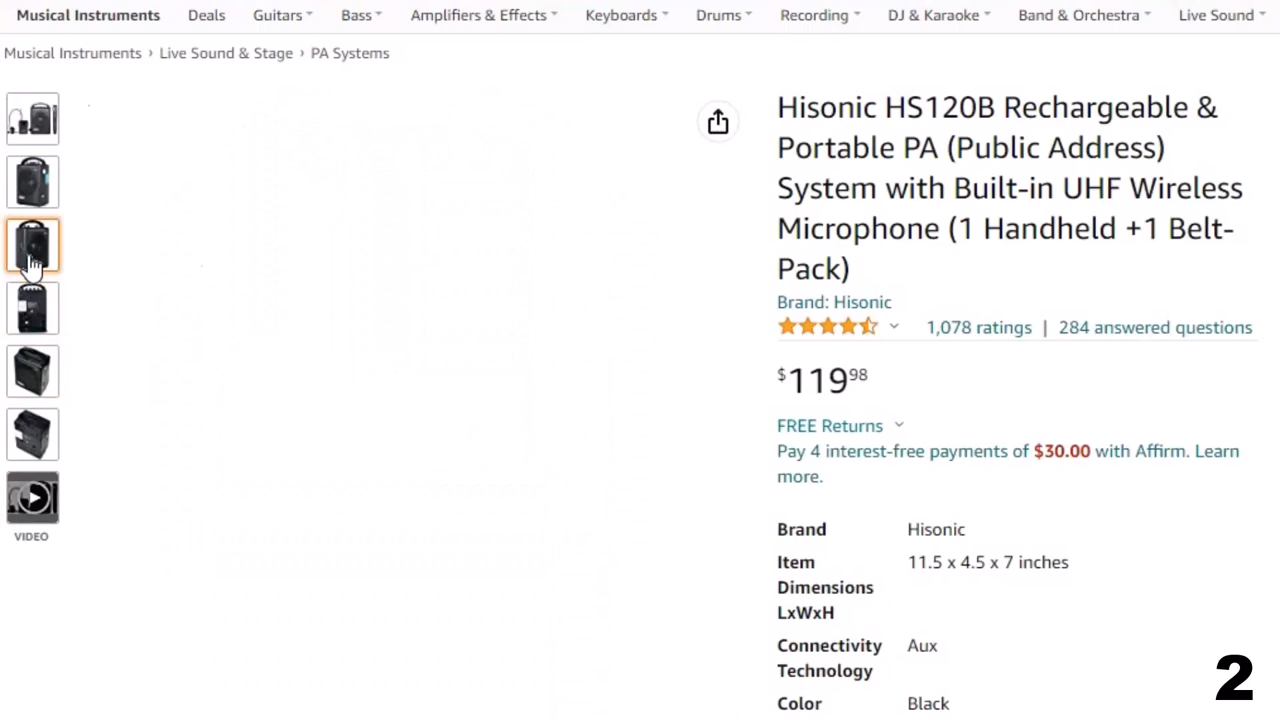 Musical Instruments Deals Guitars Bass Amplifiers & Effects Keyboards Drums Recording DJ & Karaoke Band & Orchestra Live Sound
Musical Instruments › Live Sound & Stage › PA Systems
Hisonic HS120B Rechargeable &
Portable PA (Public Address)
System with Built-in UHF Wireless
Microphone (1 Handheld +1 Belt-
Pack)
Brand: Hisonic
1,078 ratings | 284 answered questions
$119.98
FREE Returns
Pay 4 interest-free payments of $30.00 with Affirm. Learn
more.
Brand Hisonic
Item 11.5 x 4.5 x 7 inches
Dimensions
LxWxH
Connectivity Aux
Technology
Color Black
VIDEO
2